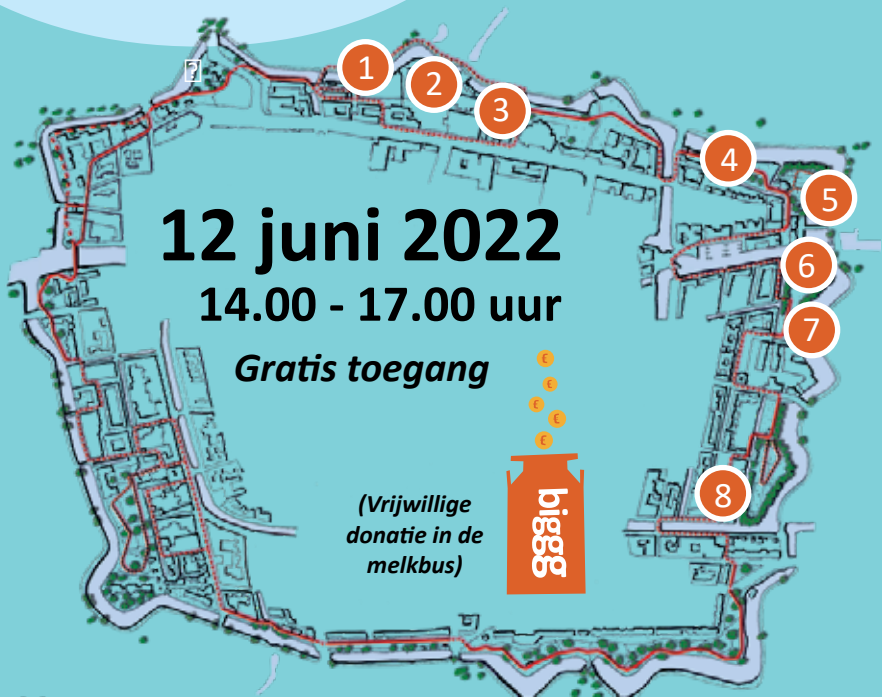 1
2
3
4
5
6
7
8
12 juni 2022
14.00 - 17.00 uur
Gratis toegang
€
€
€
€
€
(Vrijwillige
donatie in de
melkbus)
bigg